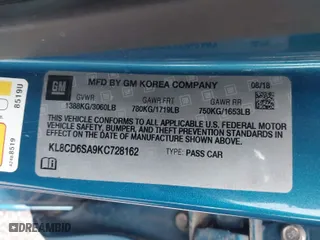 GM
MFD BY GM KOREA COMPANY
08/18
GVWR GAWR FRT GAWR RR
1388KG/3060LB 780KG/1719LB 750KG/1653LB
THIS VEHICLE CONFORMS TO ALL APPLICABLE U.S. FEDERAL MOTOR
VEHICLE SAFETY, BUMPER, AND THEFT PREVENTION STANDARDS
IN EFFECT ON THE DATE OF MANUFACTURE SHOWN ABOVE.
KL8CD6SA9KC728162 TYPE: PASS CAR
8519U
8519
DREAMBID